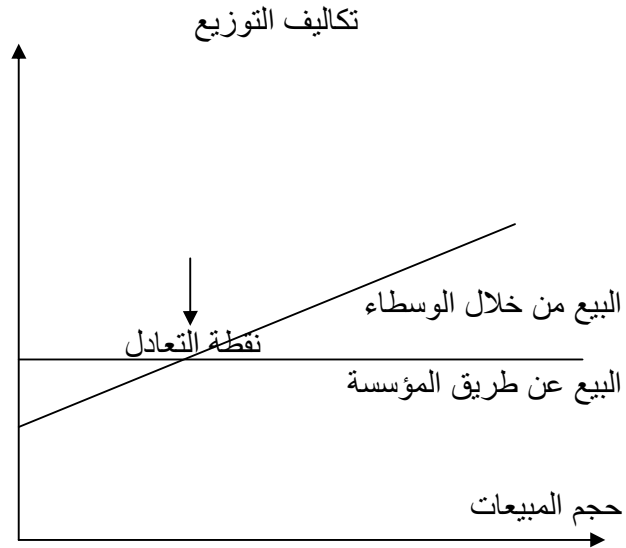 تكاليف التوزيع
البيع من خلال الوسطاء
نقطة التعادل
البيع عن طريق المؤسسة
حجم المبيعات